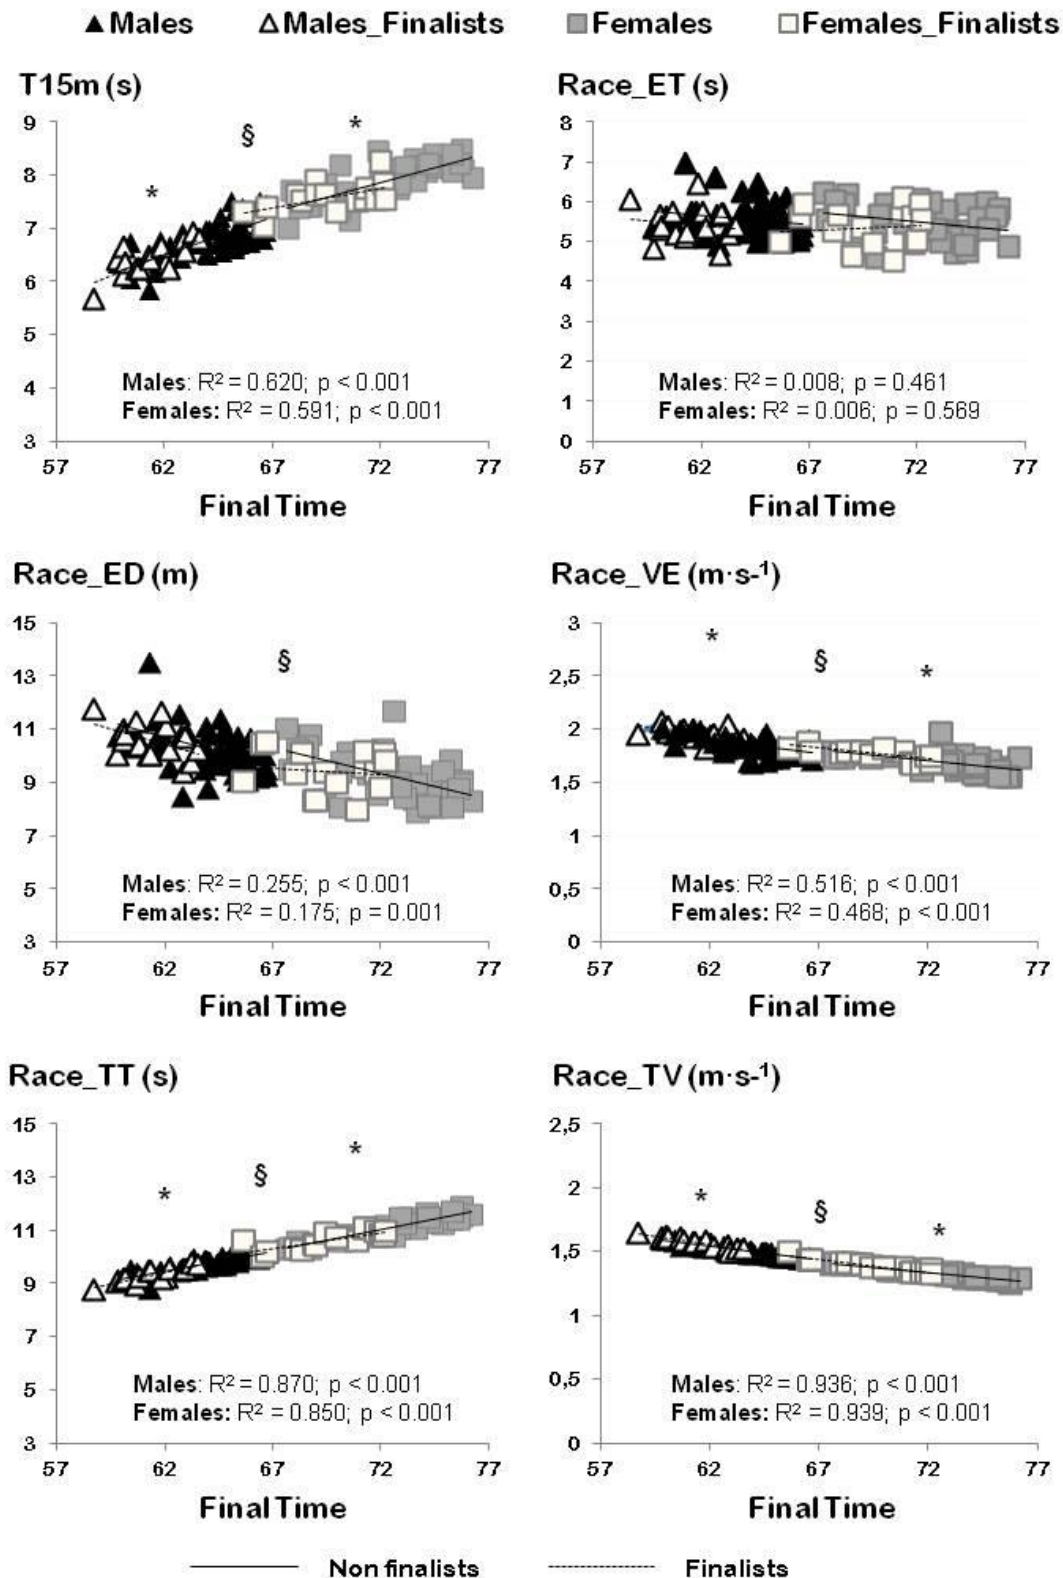 Males Males_Finalists Females Females_Finalists
T15m (s) Race_ET (s)
9 8
§ *
8 7
* 6
7 5
6 4
5 3
Males: R² = 0.620; p < 0.001 Males: R² = 0.008; p = 0.461
4 2
Females: R² = 0.591; p < 0.001 Females: R² = 0.006; p = 0.569
1
3 0
57 62 67 72 77 57 62 67 72 77
Final Time Final Time
Race_ED (m) Race_VE (m·s-¹)
15 3
* § *
13 § 2,5
11 2
9 1,5
7 1
Males: R² = 0.255; p < 0.001 Males: R² = 0.516; p < 0.001
5 0,5
Females: R² = 0.175; p = 0.001 Females: R² = 0.468; p < 0.001
3 0
57 62 67 72 77 57 62 67 72 77
Final Time Final Time
Race_TT (s) Race_TV (m·s-¹)
15 2,5
* § * * § *
13 2
11 1,5
9
7 1
Males: R² = 0.870; p < 0.001 Males: R² = 0.936; p < 0.001
5 0,5
Females: R² = 0.850; p < 0.001 Females: R² = 0.939; p < 0.001
3 0
57 62 67 72 77 57 62 67 72 77
Final Time Final Time
Non finalists Finalists